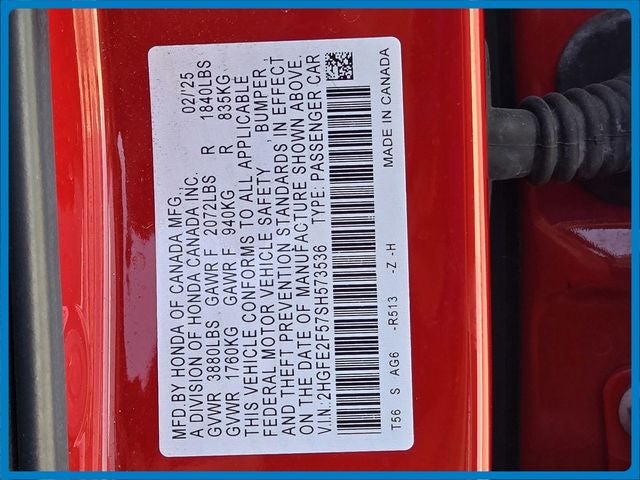 MFD.BY HONDA OF CANADA MFG.,
A DIVISION OF HONDA CANADA INC. 02/'25
GVWR 3880LBS GAWR F 2072LBS R 1840LBS
GVWR 1760KG GAWR F 940KG R 835KG
THIS VEHICLE CONFORMS TO ALL APPLICABLE
FEDERAL MOTOR VEHICLE SAFETY, BUMPER,
AND THEFT PREVENTION STANDARDS IN EFFECT
ON THE DATE OF MANUFACTURE SHOWN ABOVE.
V.I.N.:2HGFE2F57SH573536 TYPE: PASSENGER CAR
T56 S AG6 -R513 -Z -H MADE IN CANADA